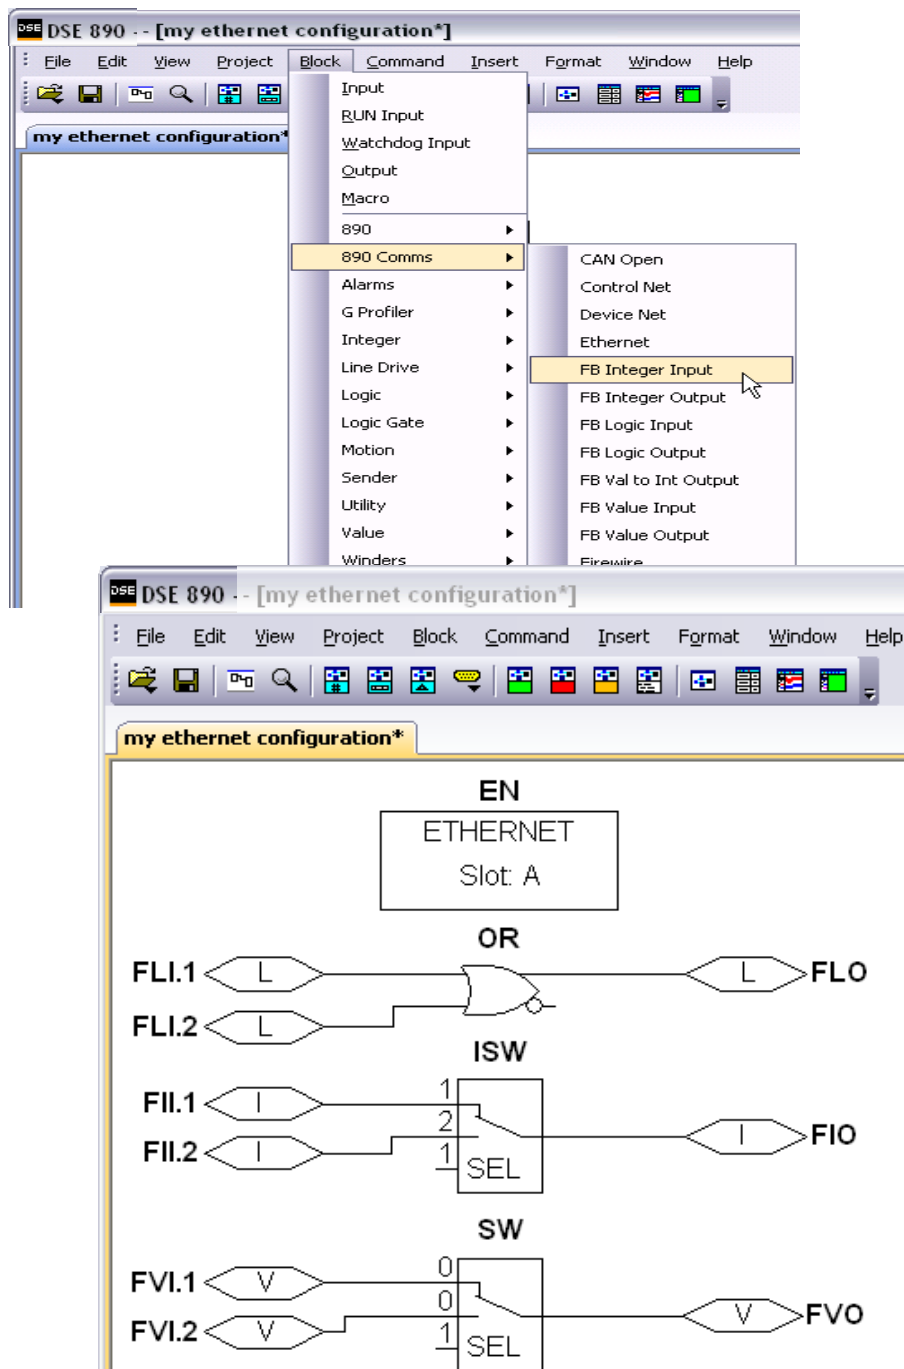 DSE DSE 890 - - [my ethernet configuration*]
File Edit View Project Block Command Insert Format Window Help
my ethernet configuration*
Input
RUN Input
Watchdog Input
Output
Macro
890
890 Comms
Alarms
G Profiler
Integer
Line Drive
Logic
Logic Gate
Motion
Sender
Utility
Value
Winders
CAN Open
Control Net
Device Net
Ethernet
FB Integer Input
FB Integer Output
FB Logic Input
FB Logic Output
FB Val to Int Output
FB Value Input
FB Value Output
Firewire
DSE DSE 890 - - [my ethernet configuration*]
File Edit View Project Block Command Insert Format Window Help
my ethernet configuration*
EN
ETHERNET
Slot: A
OR
FLI.1 L L FLO
FLI.2 L
ISW
FII.1 I 1
2
I FIO
FII.2 I 1
SEL
SW
FVI.1 V 0
0
V FVO
FVI.2 V 1
SEL